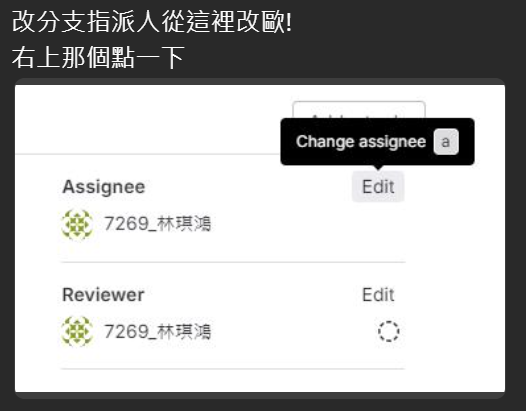 改分支指派人從這裡改歐!
右上那個點一下
Change assignee a
Assignee Edit
7269_林琪鴻
Reviewer Edit
7269_林琪鴻